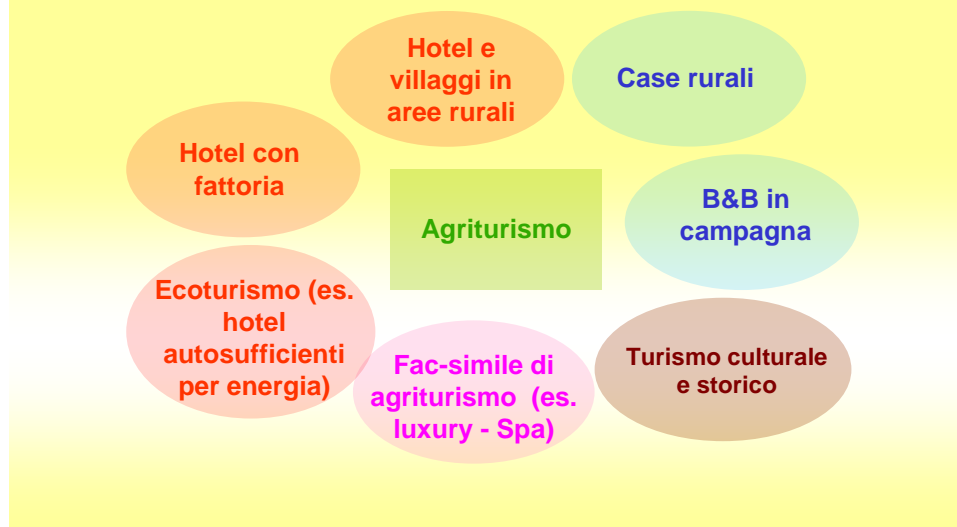 Hotel e
villaggi in
aree rurali
Case rurali
Hotel con
fattoria
Agriturismo
B&B in
campagna
Ecoturismo (es.
hotel
autosufficienti
per energia)
Fac-simile di
agriturismo (es.
luxury - Spa)
Turismo culturale
e storico